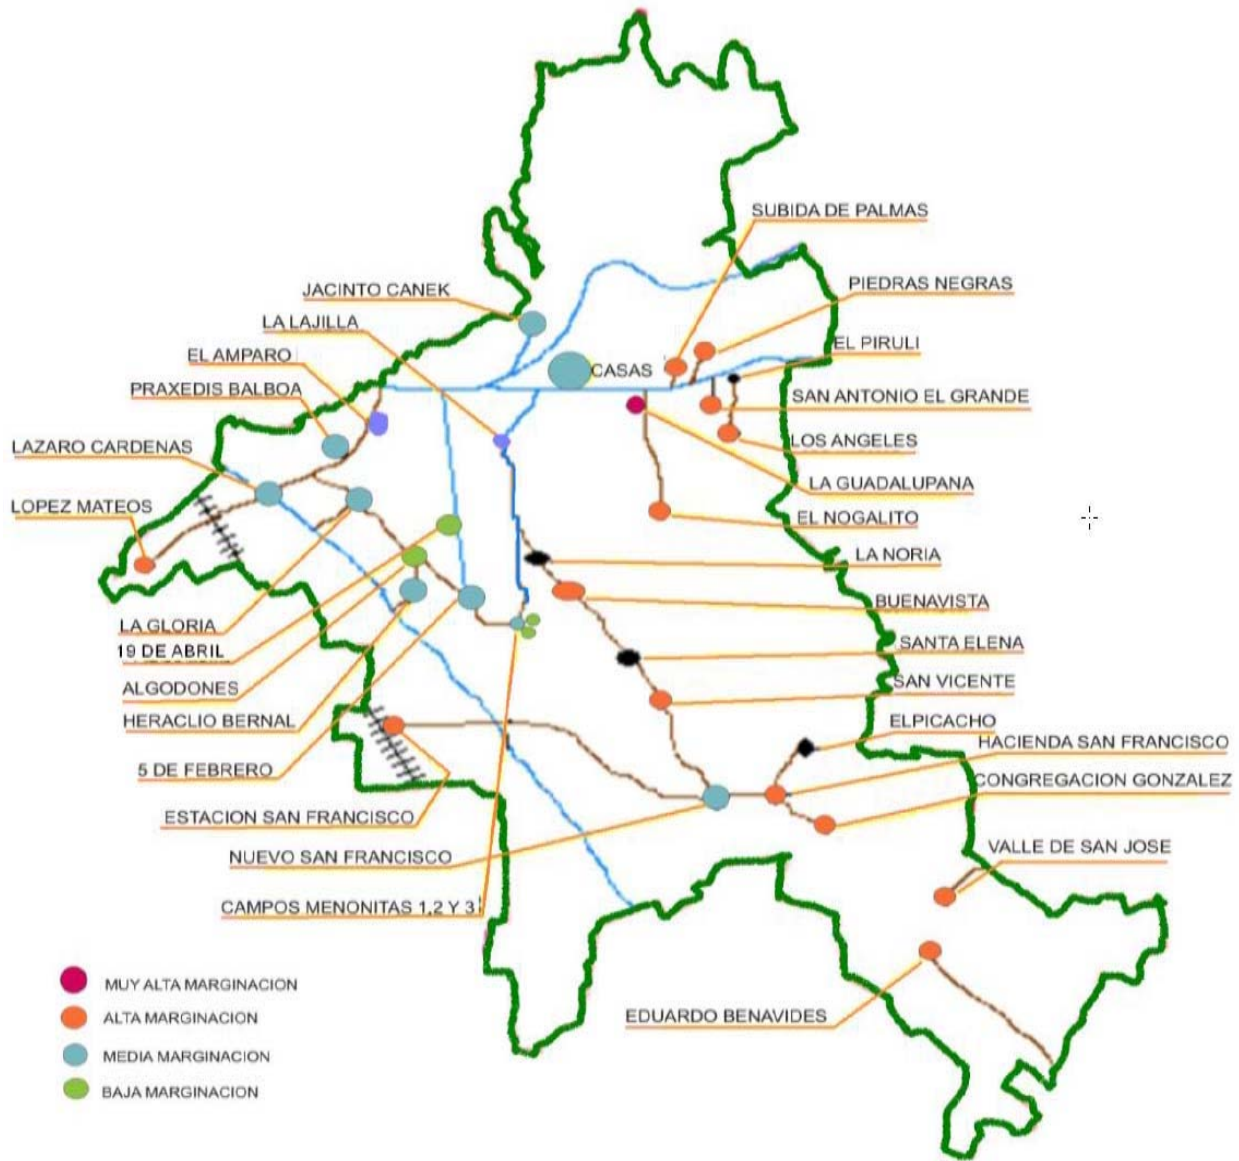 SUBIDA DE PALMAS
JACINTO CANEK
PIEDRAS NEGRAS
LA LAJILLA
EL PIRULI
EL AMPARO
CASAS
PRAXEDIS BALBOA
SAN ANTONIO EL GRANDE
LOS ANGELES
LAZARO CARDENAS
LA GUADALUPANA
LOPEZ MATEOS
EL NOGALITO
LA NORIA
BUENAVISTA
LA GLORIA
SANTA ELENA
19 DE ABRIL
SAN VICENTE
ALGODONES
HERACLIO BERNAL
ELPICACHO
HACIENDA SAN FRANCISCO
5 DE FEBRERO
CONGREGACION GONZALEZ
ESTACION SAN FRANCISCO
VALLE DE SAN JOSE
NUEVO SAN FRANCISCO
CAMPOS MENONITAS 1,2 Y 3
MUY ALTA MARGINACION
ALTA MARGINACION
EDUARDO BENAVIDES
MEDIA MARGINACION
BAJA MARGINACION